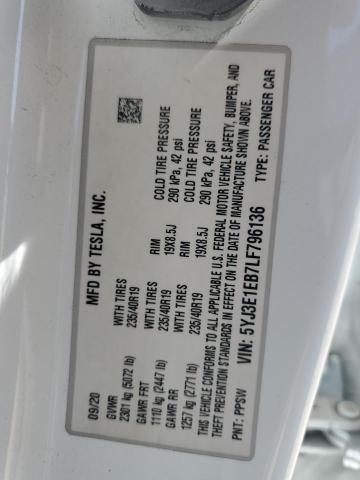 MFD BY TESLA, INC.
09/20
GVWR
2301 kg (5072 lb)
GAWR FRT WITH TIRES RIM COLD TIRE PRESSURE
1110 kg (2447 lb) 235/40R19 19X8.5J 290 kPa, 42 psi
GAWR RR WITH TIRES RIM COLD TIRE PRESSURE
1257 kg (2771 lb) 235/40R19 19X8.5J 290 kPa, 42 psi
THIS VEHICLE CONFORMS TO ALL APPLICABLE U.S. FEDERAL MOTOR VEHICLE SAFETY, BUMPER, AND
THEFT PREVENTION STANDARDS IN EFFECT ON THE DATE OF MANUFACTURE SHOWN ABOVE.
PNT: PPSW VIN: 5YJ3E1EB7LF796136 TYPE: PASSENGER CAR